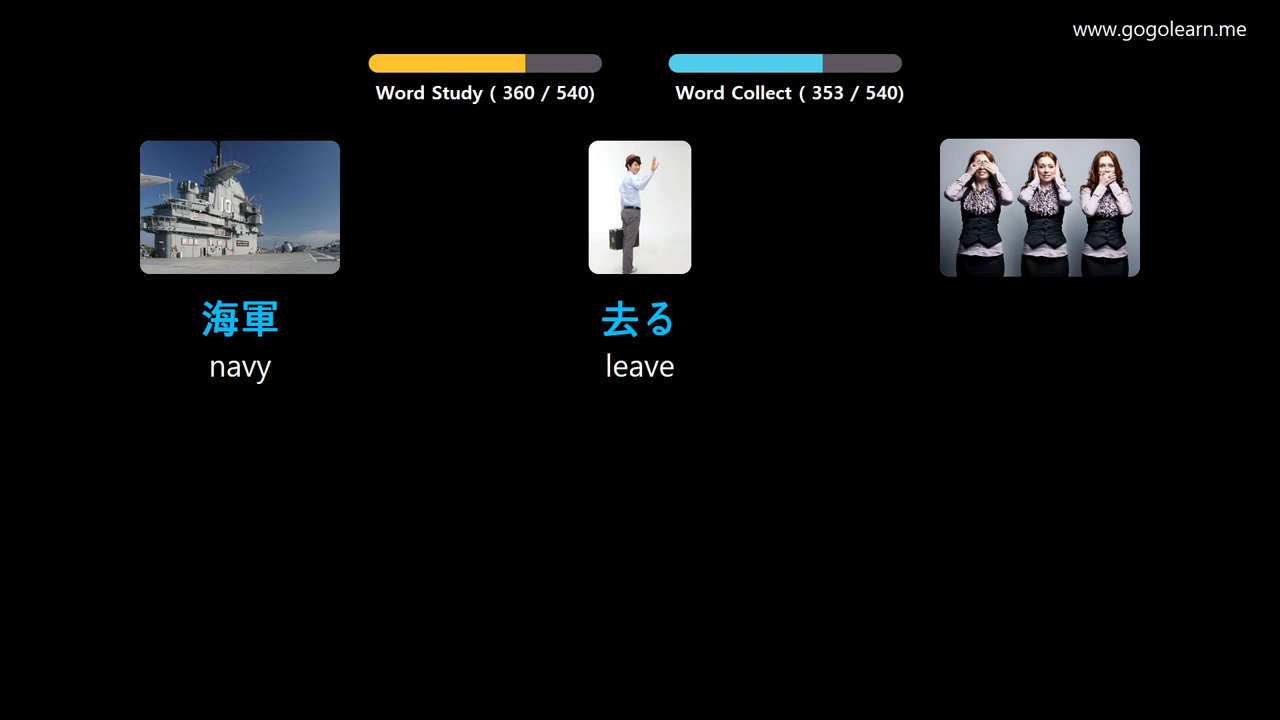 www.gogolearn.me
Word Study ( 360 / 540)
Word Collect ( 353 / 540)
海軍
navy
去る
leave